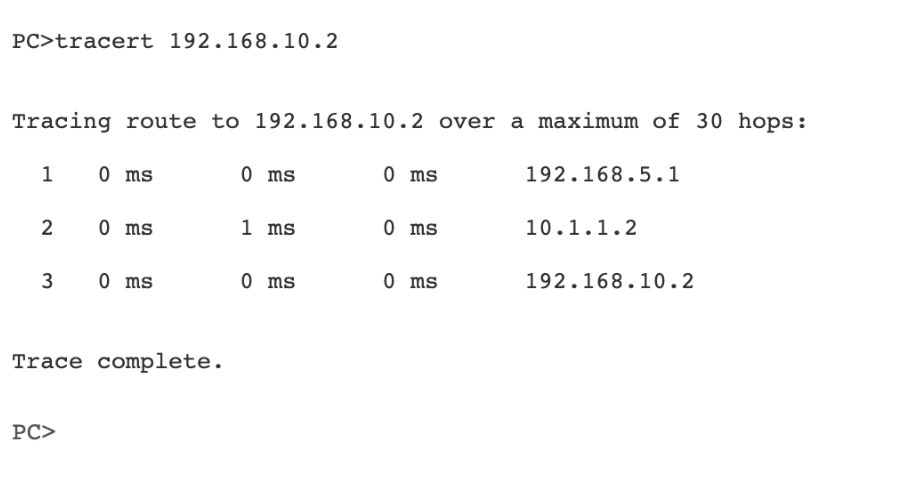 PC>tracert 192.168.10.2
Tracing route to 192.168.10.2 over a maximum of 30 hops:
1 0 ms 0 ms 0 ms 192.168.5.1
2 0 ms 1 ms 0 ms 10.1.1.2
3 0 ms 0 ms 0 ms 192.168.10.2
Trace complete.
PC>